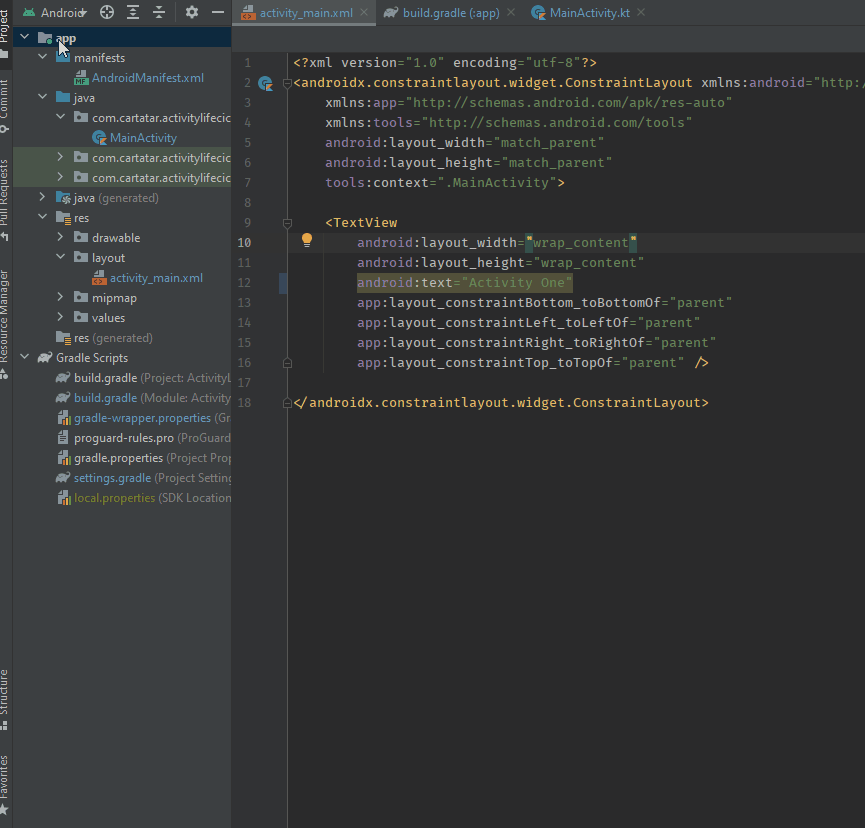 Android
activity_main.xml
build.gradle (:app)
MainActivity.kt
Project
Commit
Pull Requests
Resource Manager
Structure
Favorites
app
manifests
AndroidManifest.xml
java
com.cartatar.activitylifecic
MainActivity
com.cartatar.activitylifecic
com.cartatar.activitylifecic
java (generated)
res
drawable
layout
activity_main.xml
mipmap
values
res (generated)
Gradle Scripts
build.gradle (Project: ActivityL
build.gradle (Module: Activity
gradle-wrapper.properties (Gr
proguard-rules.pro (ProGuard
gradle.properties (Project Prop
settings.gradle (Project Setting
local.properties (SDK Location
1 <?xml version="1.0" encoding="utf-8"?>
2 <androidx.constraintlayout.widget.ConstraintLayout xmlns:android="http:/
3 xmlns:app="http://schemas.android.com/apk/res-auto"
4 xmlns:tools="http://schemas.android.com/tools"
5 android:layout_width="match_parent"
6 android:layout_height="match_parent"
7 tools:context=".MainActivity">
8
9 <TextView
10 android:layout_width="wrap_content"
11 android:layout_height="wrap_content"
12 android:text="Activity One"
13 app:layout_constraintBottom_toBottomOf="parent"
14 app:layout_constraintLeft_toLeftOf="parent"
15 app:layout_constraintRight_toRightOf="parent"
16 app:layout_constraintTop_toTopOf="parent" />
17
18 </androidx.constraintlayout.widget.ConstraintLayout>